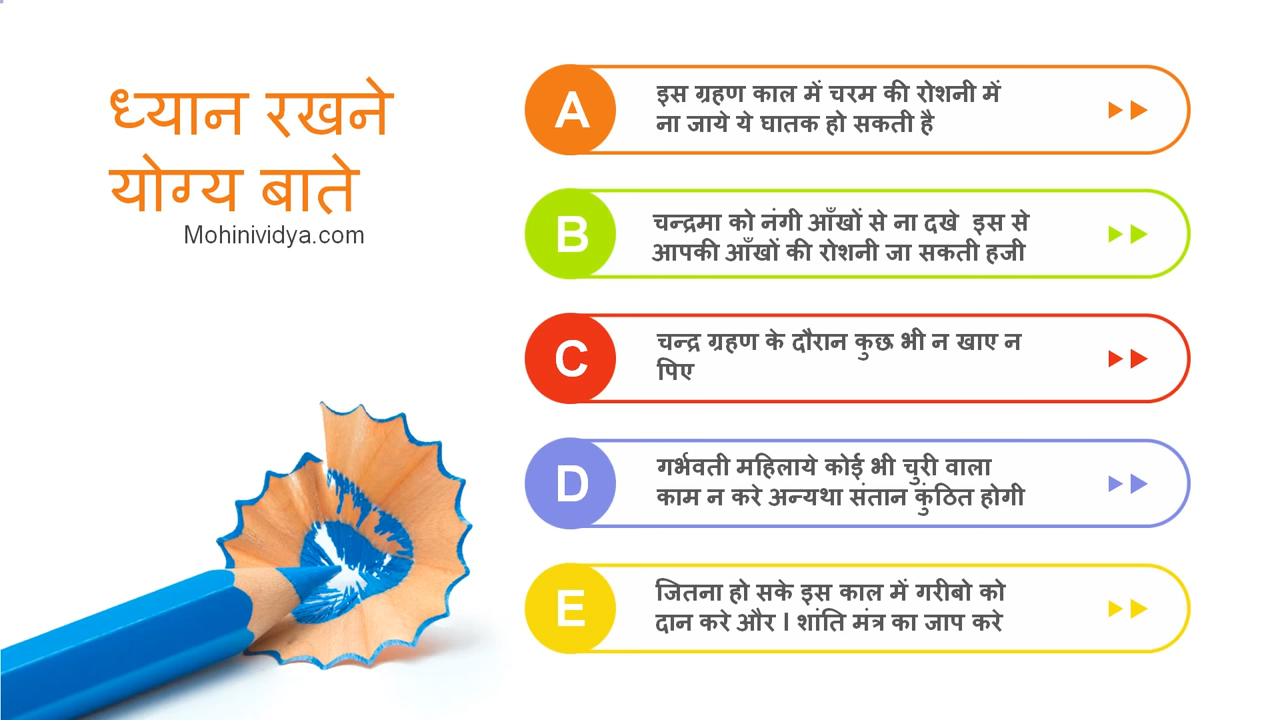 ध्यान रखने
योग्य बाते
Mohinividya.com
A
इस ग्रहण काल में चरम की रोशनी में
ना जाये ये घातक हो सकती है
B
चन्द्रमा को नंगी आँखों से ना दखे  इस से
आपकी आँखों की रोशनी जा सकती हजी
C
चन्द्र ग्रहण के दौरान कुछ भी न खाए न
पिए
D
गर्भवती महिलाये कोई भी चुरी वाला
काम न करे अन्यथा संतान कुंठित होगी
E
जितना हो सके इस काल में गरीबो को
दान करे और । शांति मंत्र का जाप करे